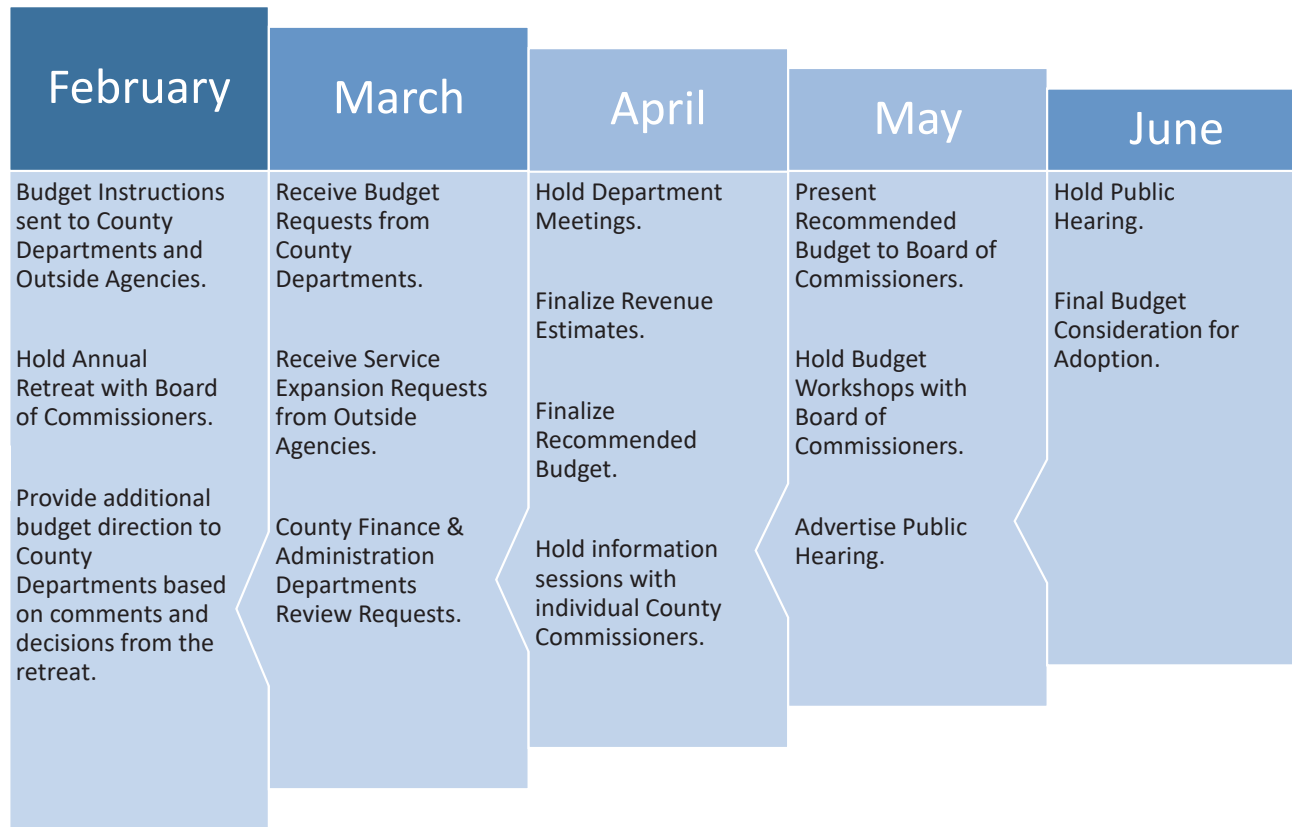 February
Budget Instructions
sent to County
Departments and
Outside Agencies.
Hold Annual
Retreat with Board
of Commissioners.
Provide additional
budget direction to
County
Departments based
on comments and
decisions from the
retreat.
March
Receive Budget
Requests from
County
Departments.
Receive Service
Expansion Requests
from Outside
Agencies.
County Finance &
Administration
Departments
Review Requests.
April
Hold Department
Meetings.
Finalize Revenue
Estimates.
Finalize
Recommended
Budget.
Hold information
sessions with
individual County
Commissioners.
May
Present
Recommended
Budget to Board of
Commissioners.
Hold Budget
Workshops with
Board of
Commissioners.
Advertise Public
Hearing.
June
Hold Public
Hearing.
Final Budget
Consideration for
Adoption.